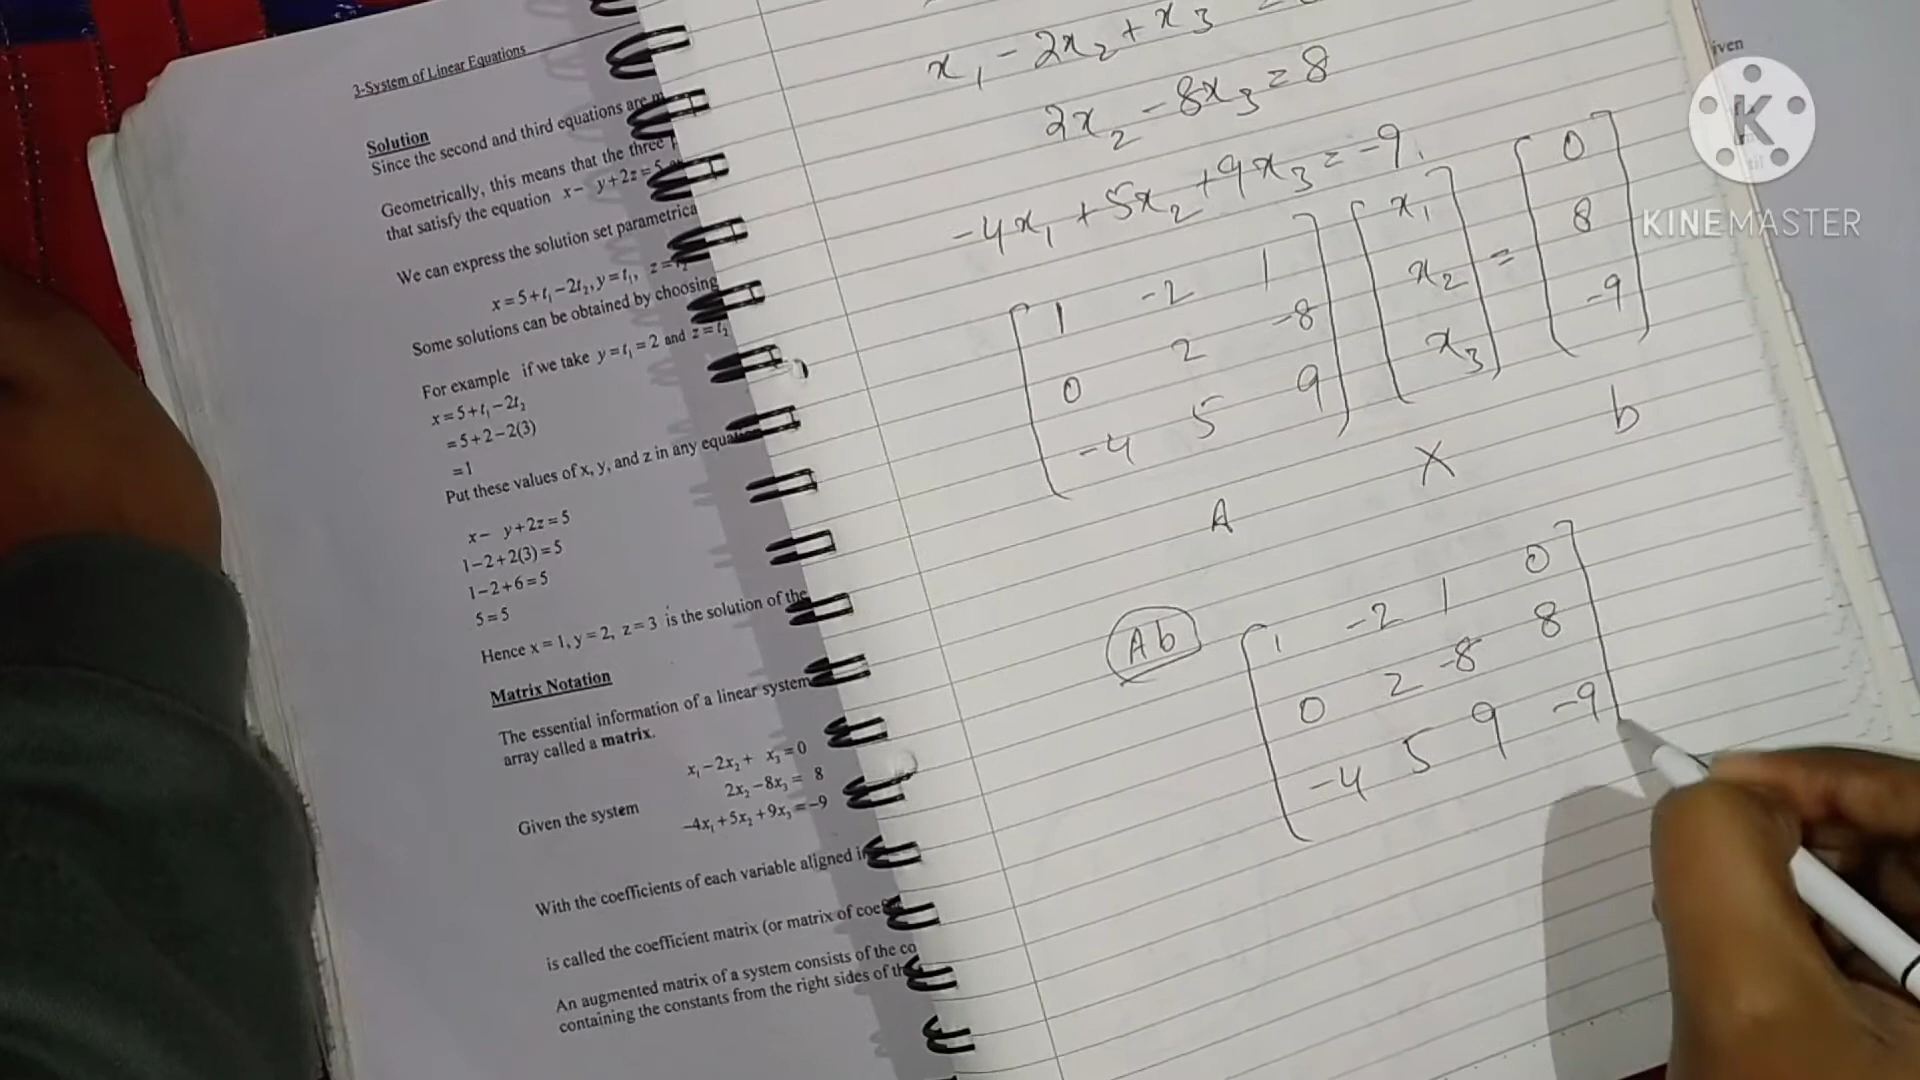 3-System of Linear Equations
Solution
Since the second and third equations are
Geometrically, this means that the three
that satisfy the equation x− y+2z=5
We can express the solution set parametrica
x=5+t₁−2t₂, y=t₁, z=t₂
Some solutions can be obtained by choosing
For example if we take y=t₁=2 and z=t₂
x=5+t₁−2t₂
=5+2−2(3)
=1
Put these values of x, y, and z in any equation
x− y+2z=5
1−2+2(3)=5
1−2+6=5
5=5
Hence x=1, y=2, z=3 is the solution of the
Matrix Notation
The essential information of a linear system
array called a matrix.
Given the system
x₁−2x₂+ x₃=0
2x₂−8x₃= 8
−4x₁+5x₂+9x₃=−9
With the coefficients of each variable aligned in
is called the coefficient matrix (or matrix of coe
An augmented matrix of a system consists of the co
containing the constants from the right sides of th
x₁ - 2x₂ + x₃ =
2x₂ - 8x₃ = 8
-4x₁ + 5x₂ + 9x₃ = -9.
1 -2 1 x₁ 0
0 2 -8 x₂ = 8
-4 5 9 x₃ -9
A X b
Ab
1 -2 1 0
0 2 -8 8
-4 5 9 -9
iven
K
KINEMASTER